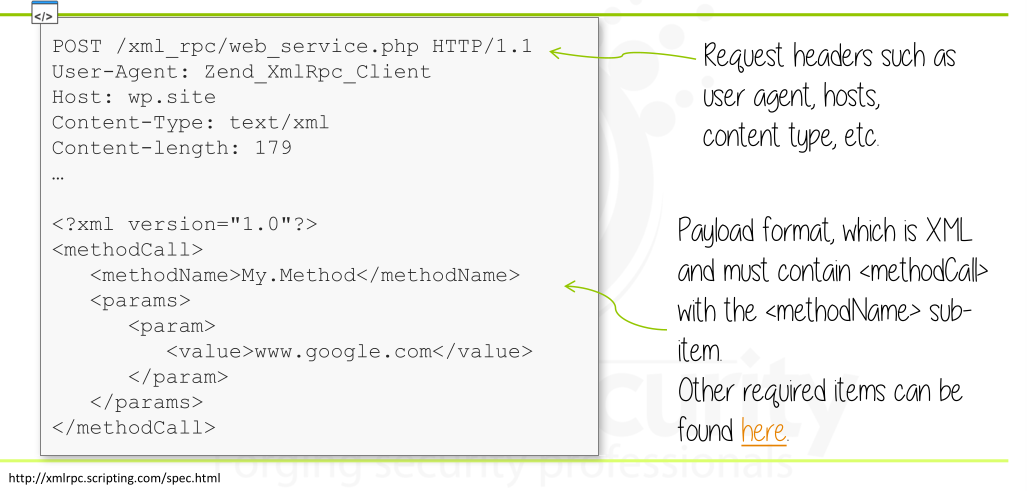 </>
POST /xml_rpc/web_service.php HTTP/1.1
User-Agent: Zend_XmlRpc_Client
Host: wp.site
Content-Type: text/xml
Content-length: 179
…
<?xml version="1.0"?>
<methodCall>
<methodName>My.Method</methodName>
<params>
<param>
<value>www.google.com</value>
</param>
</params>
</methodCall>
Request headers such as
user agent, hosts,
content type, etc.
Payload format, which is XML
and must contain <methodCall>
with the <methodName> sub-
item.
Other required items can be
found here.
Forging security professionals
http://xmlrpc.scripting.com/spec.html